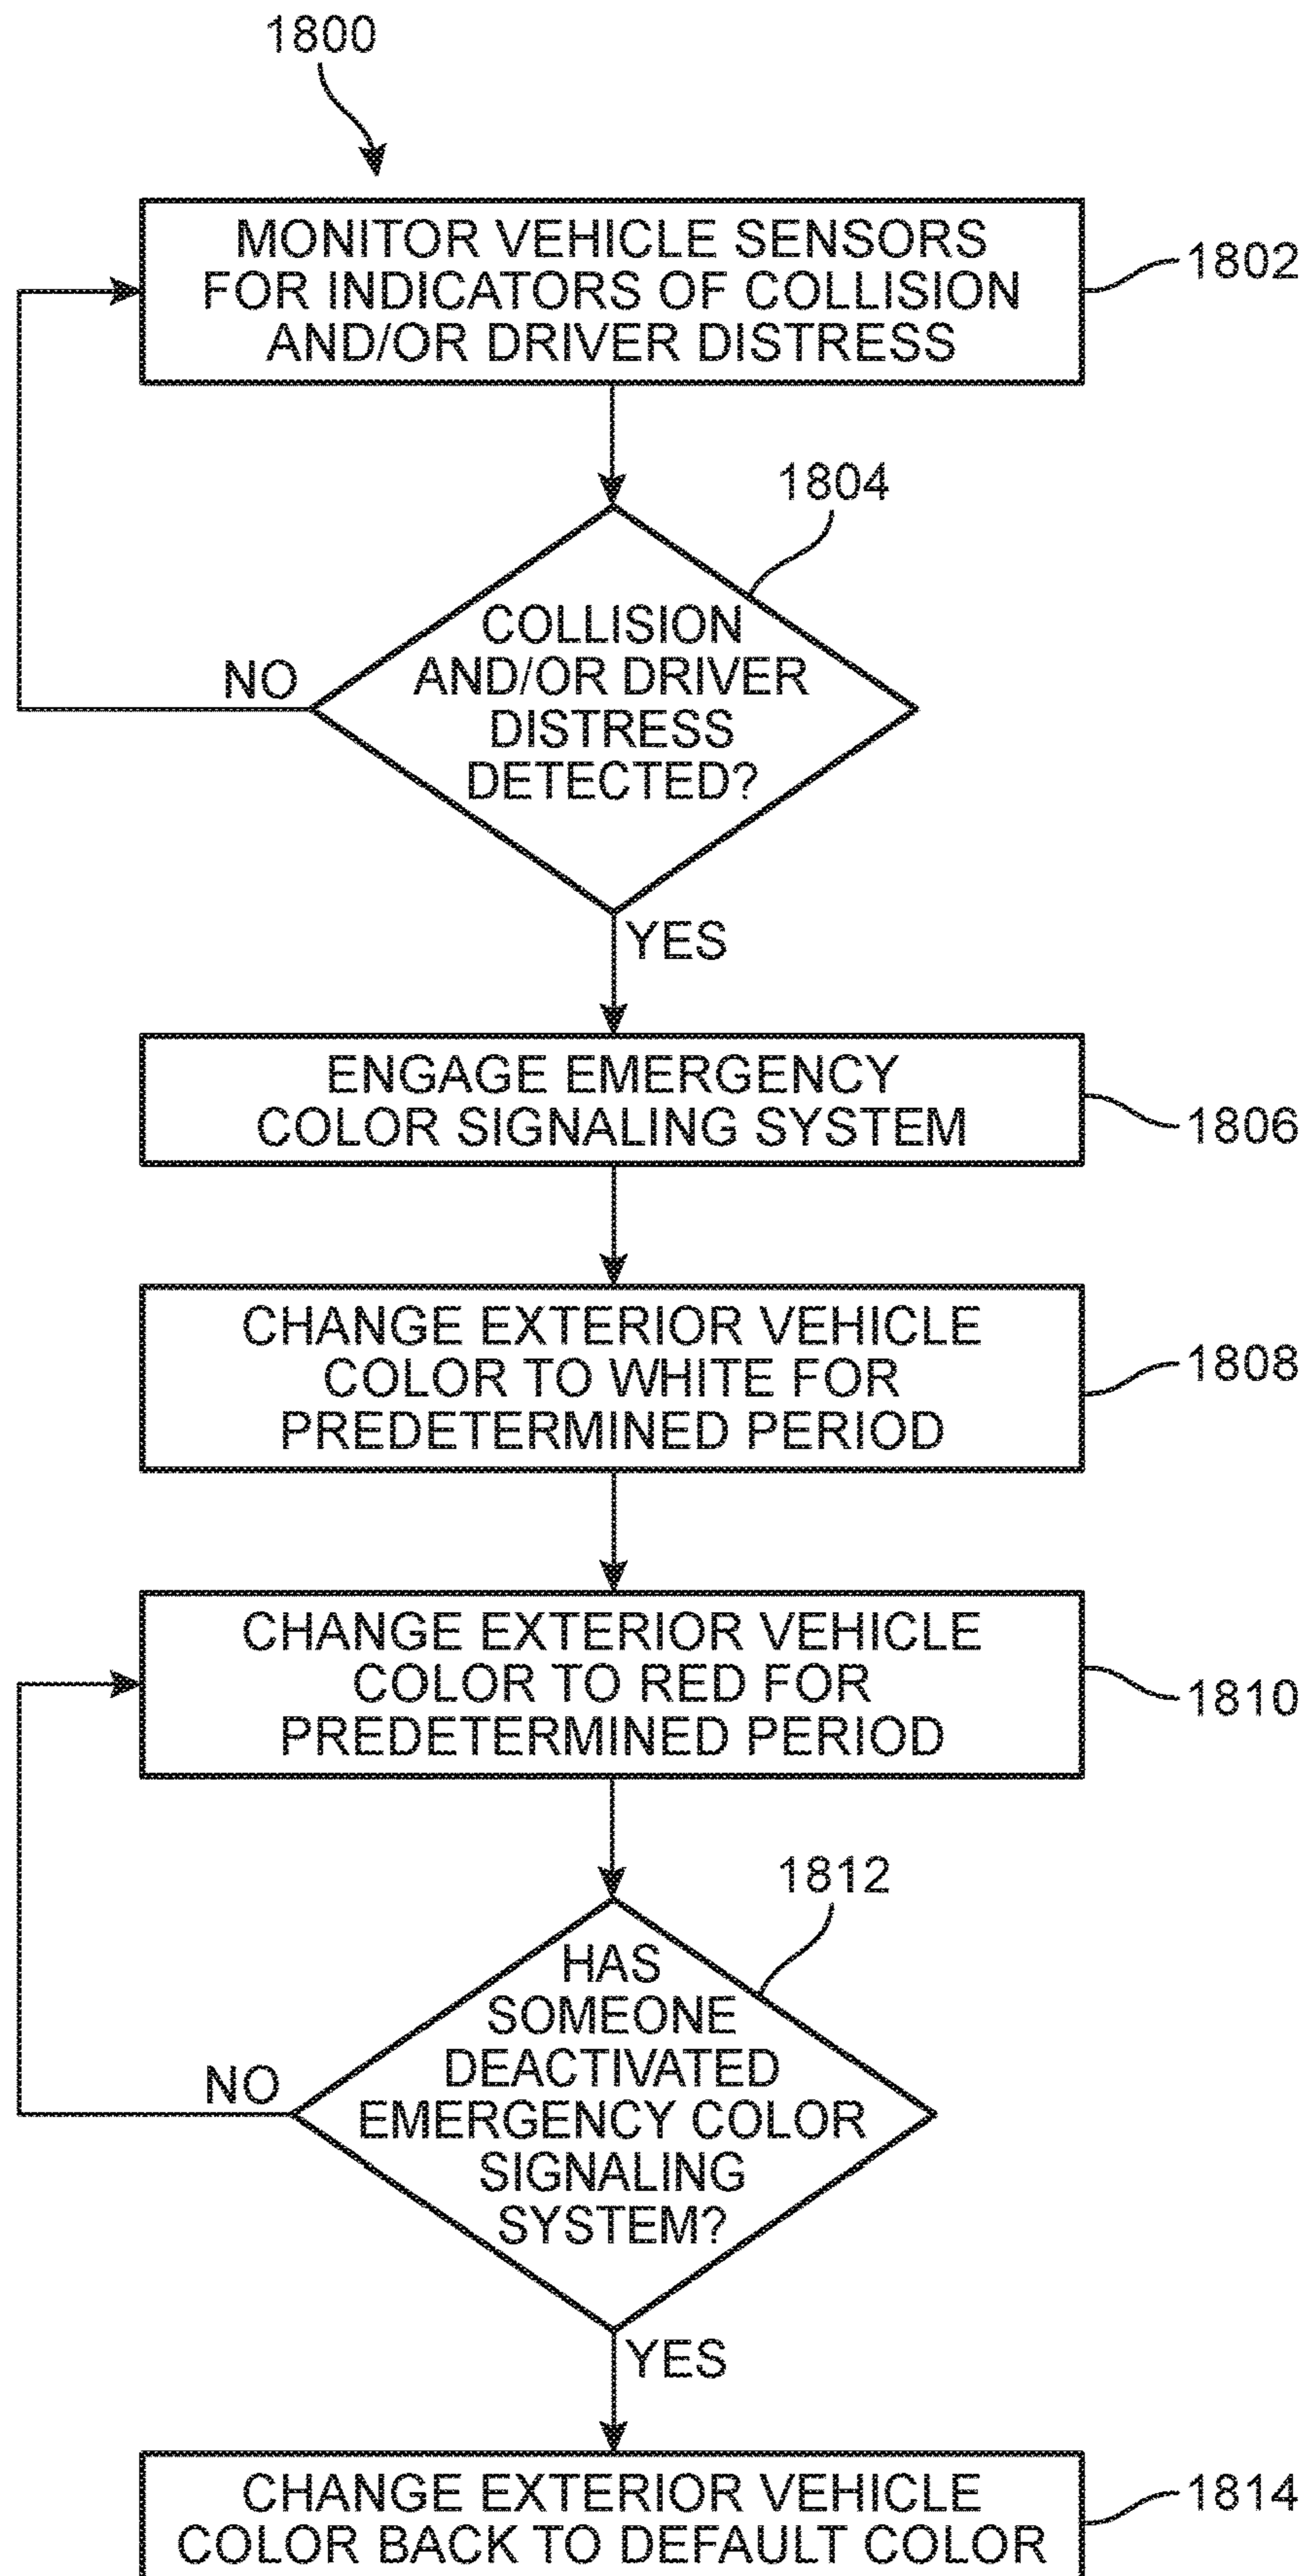 1800
MONITOR VEHICLE SENSORS
FOR INDICATORS OF COLLISION
AND/OR DRIVER DISTRESS
1802
1804
COLLISION
AND/OR DRIVER
DISTRESS
DETECTED?
NO
YES
ENGAGE EMERGENCY
COLOR SIGNALING SYSTEM
1806
CHANGE EXTERIOR VEHICLE
COLOR TO WHITE FOR
PREDETERMINED PERIOD
1808
CHANGE EXTERIOR VEHICLE
COLOR TO RED FOR
PREDETERMINED PERIOD
1810
1812
HAS
SOMEONE
DEACTIVATED
EMERGENCY COLOR
SIGNALING
SYSTEM?
NO
YES
CHANGE EXTERIOR VEHICLE
COLOR BACK TO DEFAULT COLOR
1814